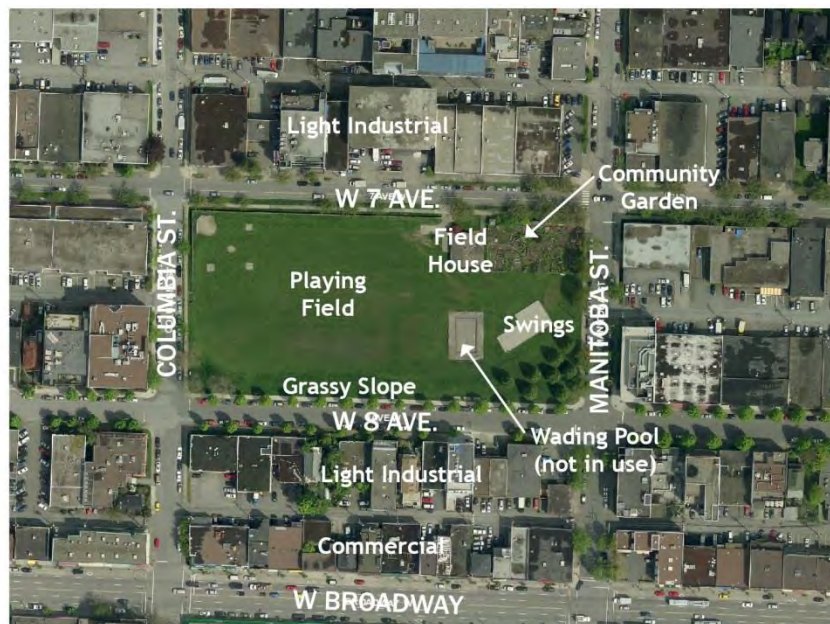 Light Industrial
W 7 AVE.
Community
Garden
COLUMBIA ST.
Field
House
Playing
Field
Swings
MANITOBA ST.
Grassy Slope
W 8 AVE.
Wading Pool
(not in use)
Light Industrial
Commercial
W BROADWAY